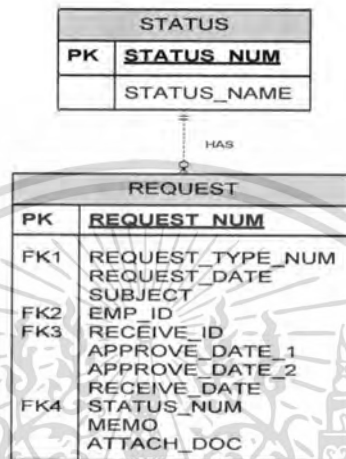 STATUS
PK STATUS_NUM
STATUS_NAME
HAS
REQUEST
PK REQUEST_NUM
FK1 REQUEST_TYPE_NUM
REQUEST_DATE
SUBJECT
FK2 EMP_ID
FK3 RECEIVE_ID
APPROVE_DATE_1
APPROVE_DATE_2
RECEIVE_DATE
FK4 STATUS_NUM
MEMO
ATTACH_DOC